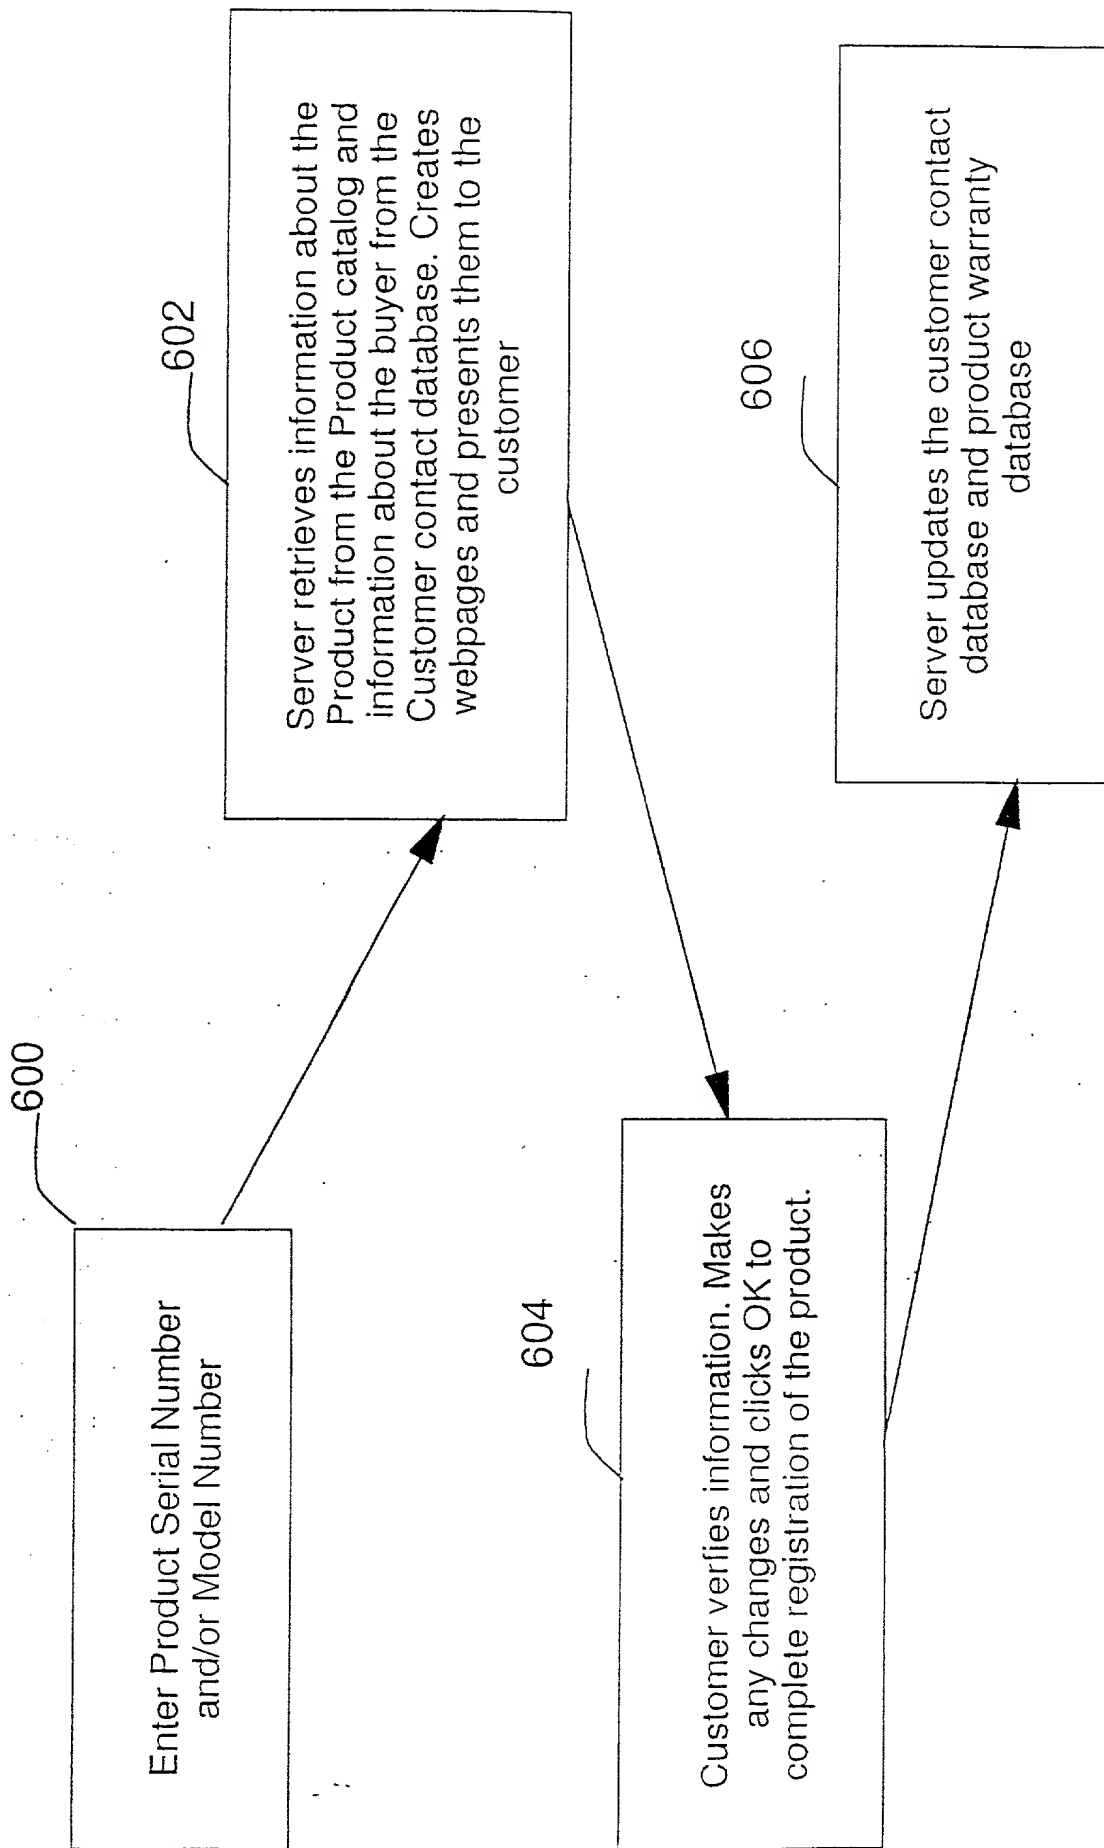 600
Enter Product Serial Number
and/or Model Number
602
Server retrieves information about the
Product from the Product catalog and
information about the buyer from the
Customer contact database. Creates
webpages and presents them to the
customer
604
Customer verfies information. Makes
any changes and clicks OK to
complete registration of the product.
606
Server updates the customer contact
database and product warranty
database